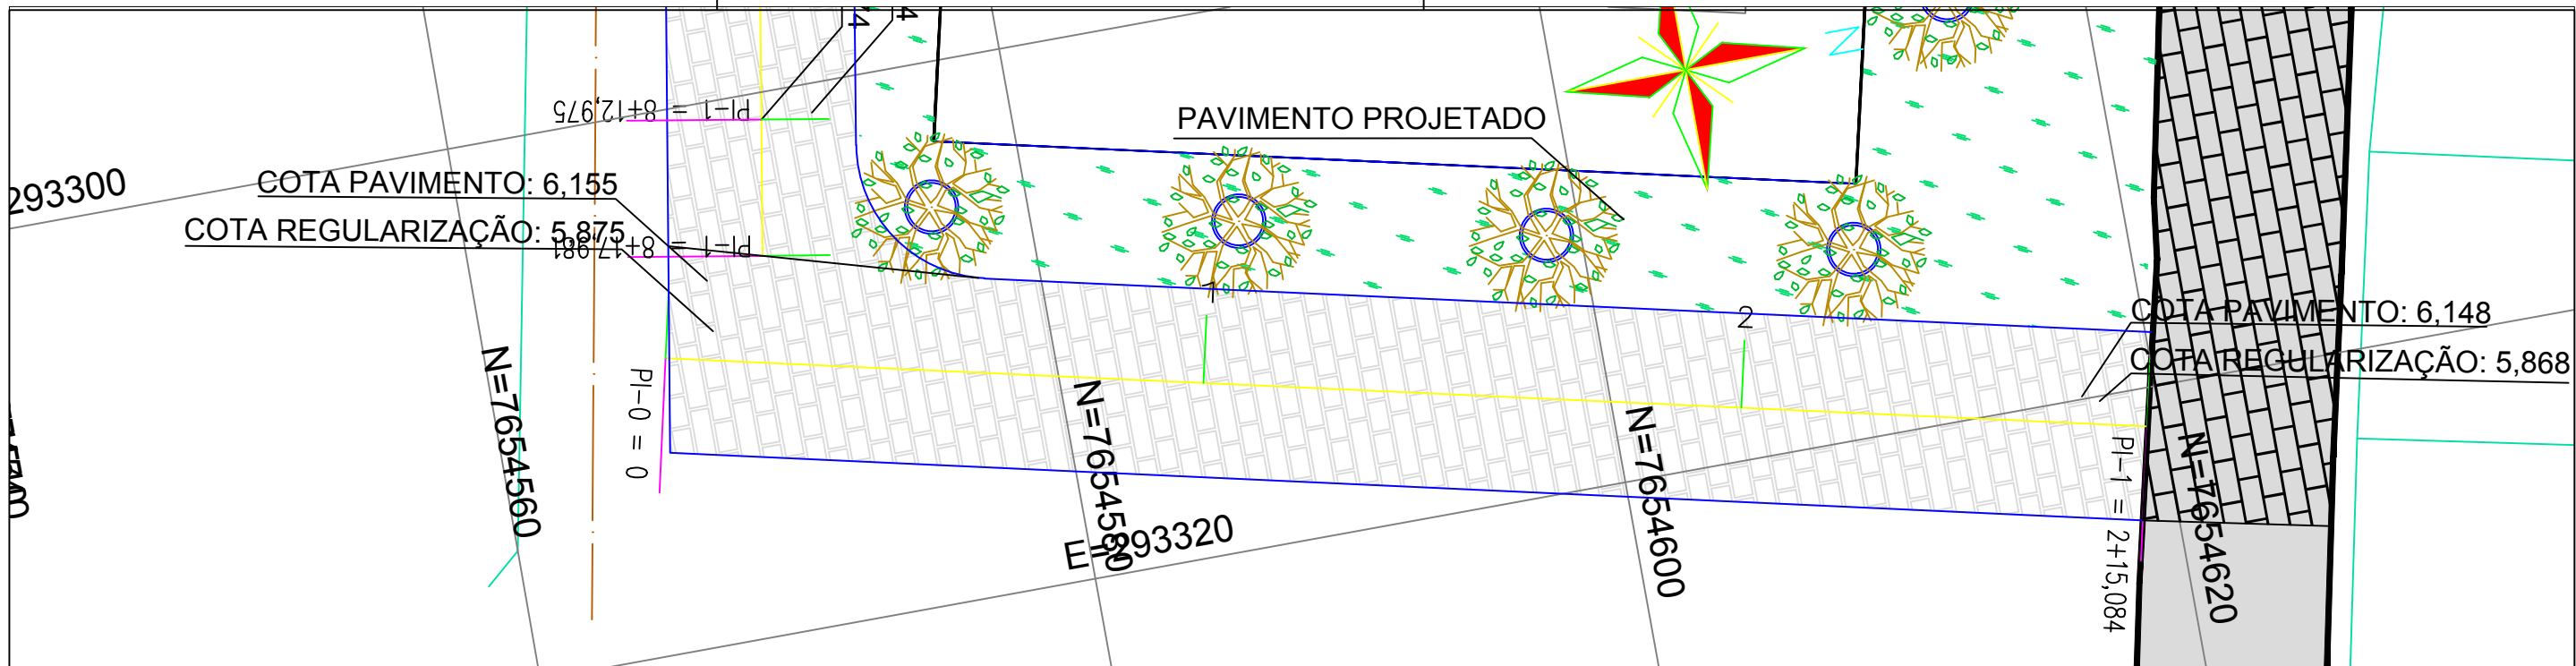 PI-1 = 8+12,975
PAVIMENTO PROJETADO
N
293300
COTA PAVIMENTO: 6,155
COTA REGULARIZAÇÃO: 5,875
PI-1 = 8+17,981
1
2
COTA PAVIMENTO: 6,148
COTA REGULARIZAÇÃO: 5,868
PI-0 = 0
N=7654560
N=7654580
N=7654600
N=7654620
PI-1 = 2+15,084
E=293320